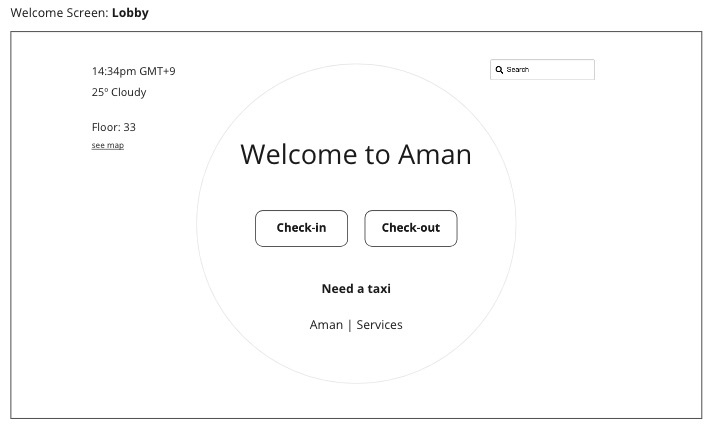 Welcome Screen: Lobby
14:34pm GMT+9
25º Cloudy
Floor: 33
see map
Search
Welcome to Aman
Check-in
Check-out
Need a taxi
Aman | Services